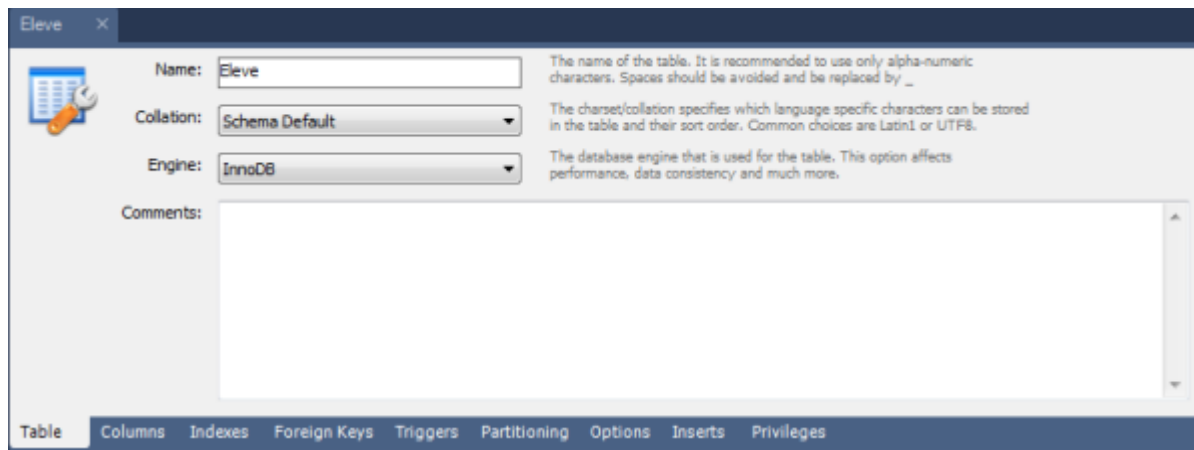 Eleve ×
Name: Eleve
The name of the table. It is recommended to use only alpha-numeric
characters. Spaces should be avoided and be replaced by _
Collation: Schema Default
The charset/collation specifies which language specific characters can be stored
in the table and their sort order. Common choices are Latin1 or UTF8.
Engine: InnoDB
The database engine that is used for the table. This option affects
performance, data consistency and much more.
Comments:
Table Columns Indexes Foreign Keys Triggers Partitioning Options Inserts Privileges